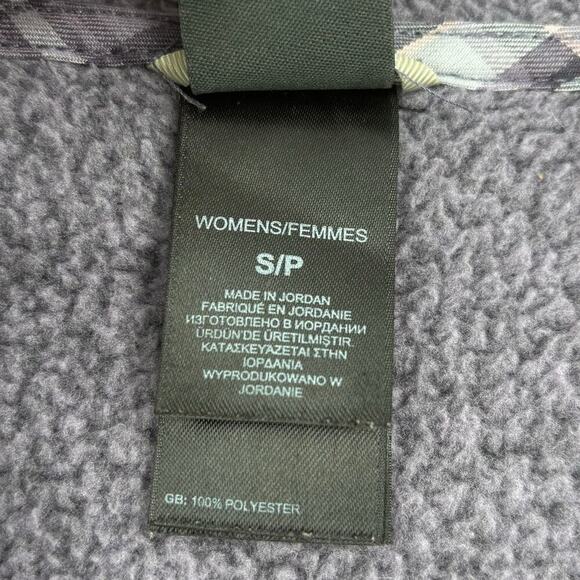 WOMENS/FEMMES
S/P
MADE IN JORDAN
FABRIQUÉ EN JORDANIE
ИЗГОТОВЛЕНО В ИОРДАНИИ
ÜRDÜN'DE ÜRETILMIŞTIR.
ΚΑΤΑΣΚΕΥΑΖΕΤΑΙ ΣΤΗΝ
ΙΟΡΔΑΝΙΑ
WYPRODUKOWANO W
JORDANIE
GB: 100% POLYESTER